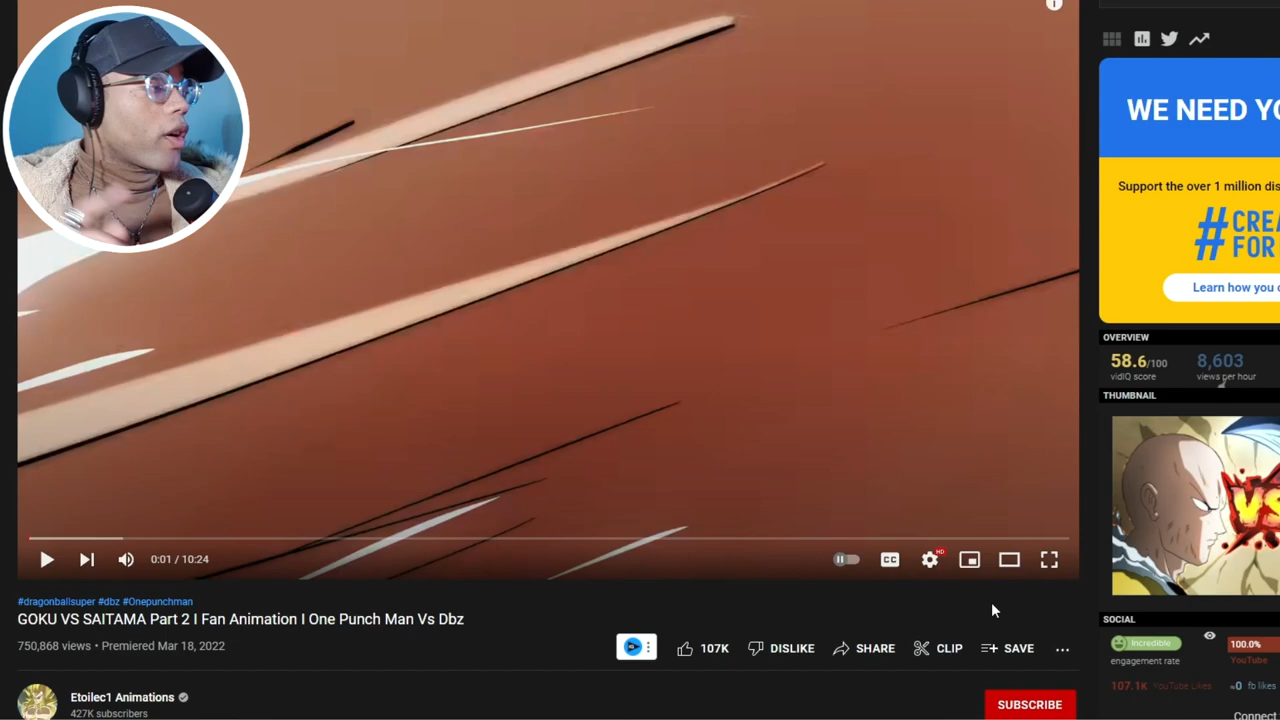 WE NEED YO
Support the over 1 million dis
#CREA
FOR
Learn how you c
OVERVIEW
58.6/100
8,603
vidIQ score
views per hour
THUMBNAIL
VS
0:01 / 10:24
CC
HD
#dragonballsuper #dbz #Onepunchman
GOKU VS SAITAMA Part 2 I Fan Animation I One Punch Man Vs Dbz
750,868 views • Premiered Mar 18, 2022
107K
DISLIKE
SHARE
CLIP
SAVE
SOCIAL
Incredible
100.0%
engagement rate
YouTube
107.1K YouTube Likes
≈0 fb likes
Connect
Etoilec1 Animations
427K subscribers
SUBSCRIBE